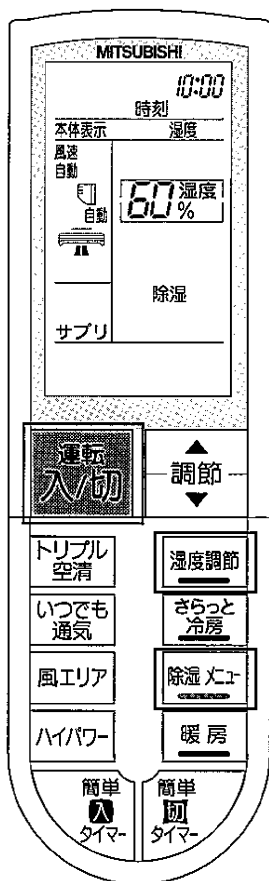 MITSUBISHI
10:00
時刻
本体表示 湿度
風速
自動
自動
60% 湿度
除湿
サプリ
運転
入/切
▲
調節
▼
トリプル
空清
湿度調節
いつでも
通気
さらっと
冷房
風エリア
除湿 メニュー
ハイパワー
暖房
簡単
入
タイマー
簡単
切
タイマー